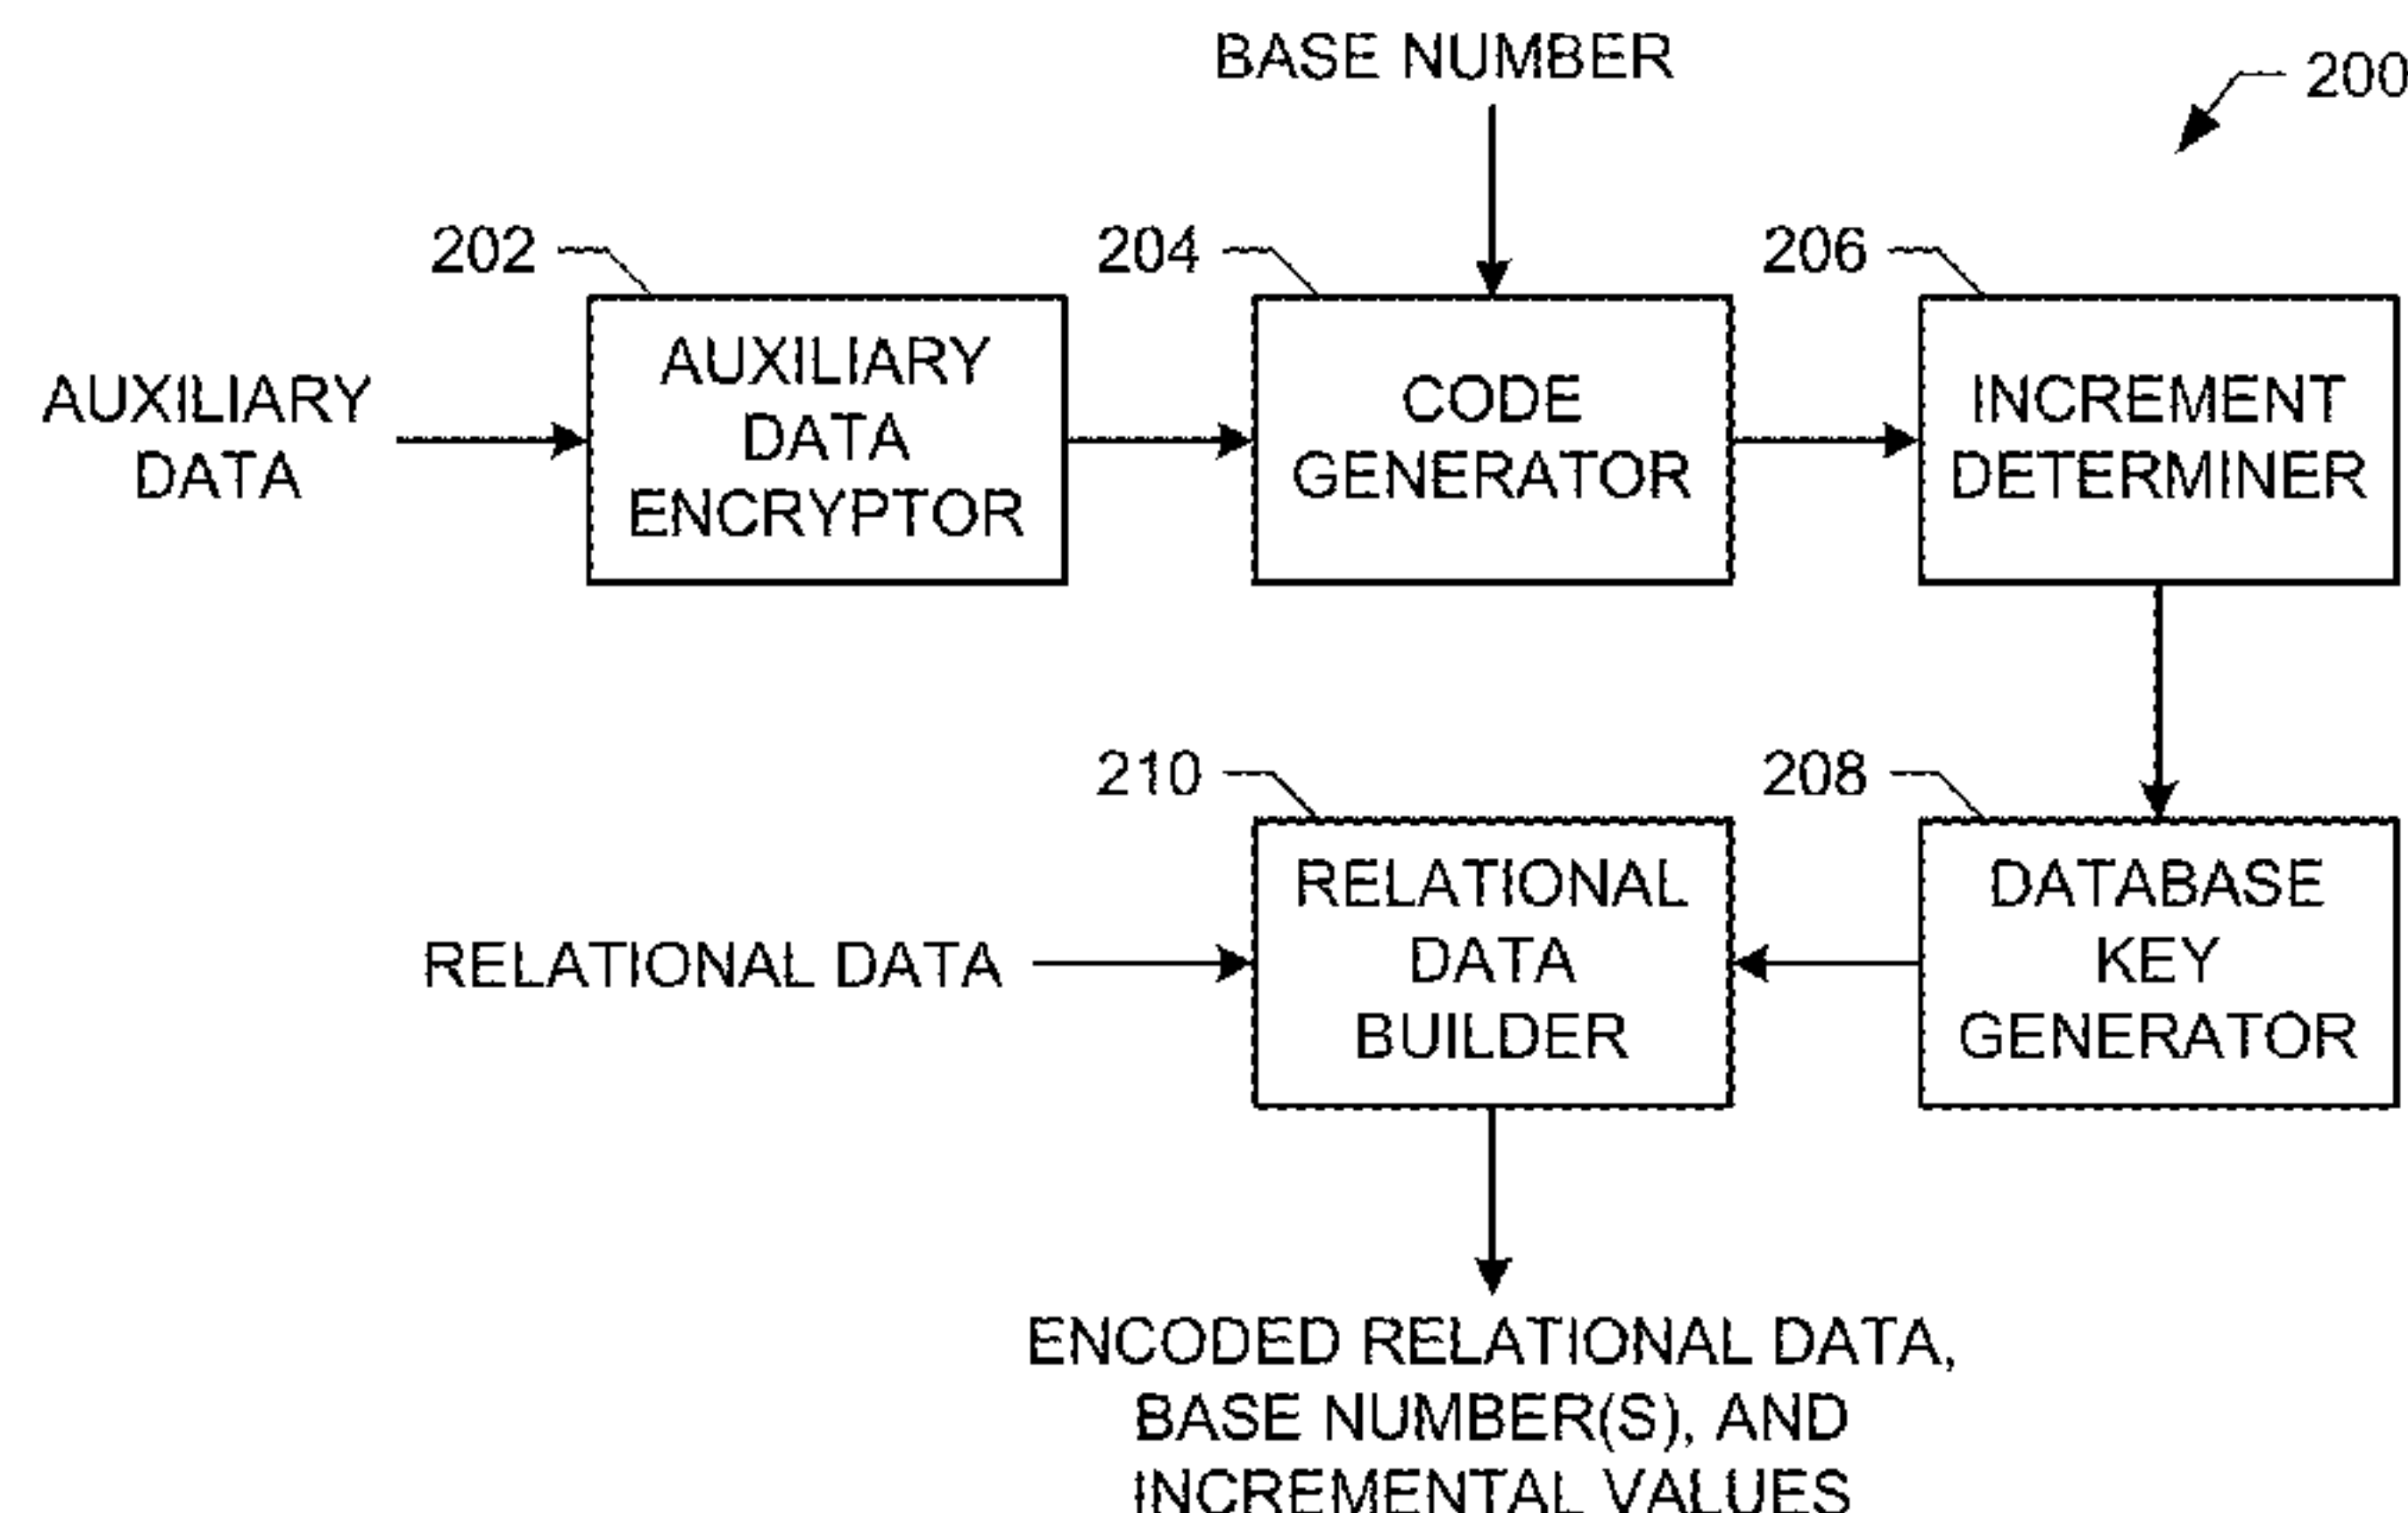 BASE NUMBER
200
202
204
206
AUXILIARY
DATA
AUXILIARY
DATA
ENCRYPTOR
CODE
GENERATOR
INCREMENT
DETERMINER
210
208
RELATIONAL DATA
RELATIONAL
DATA
BUILDER
DATABASE
KEY
GENERATOR
ENCODED RELATIONAL DATA,
BASE NUMBER(S), AND
INCREMENTAL VALUES